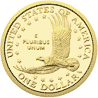 UNITED STATES OF AMERICA
E
PLURIBUS
UNUM
ONE DOLLAR